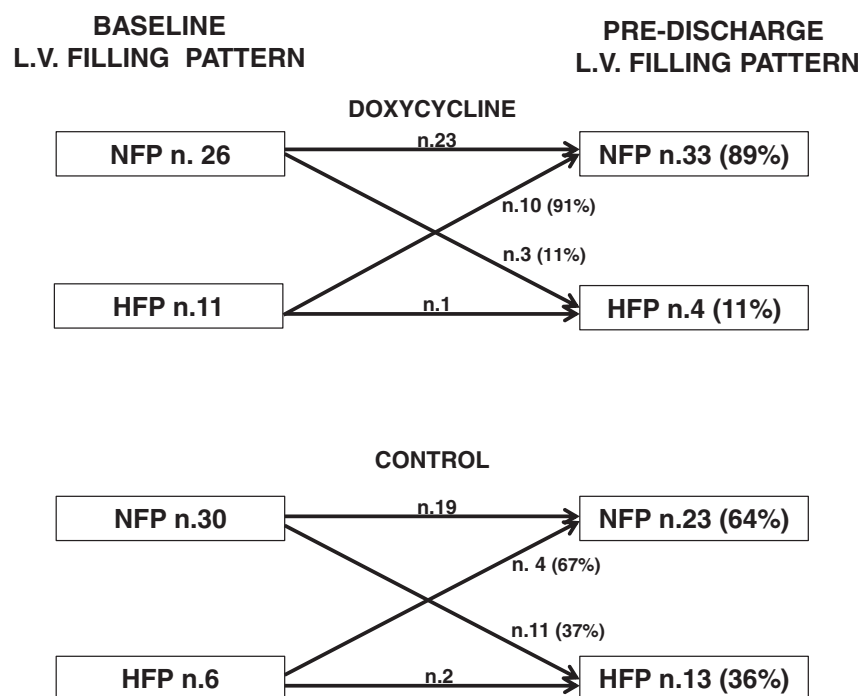 BASELINE
L.V. FILLING PATTERN
PRE-DISCHARGE
L.V. FILLING PATTERN
DOXYCYCLINE
NFP n. 26
n.23
NFP n.33 (89%)
n.10 (91%)
n.3 (11%)
HFP n.11
n.1
HFP n.4 (11%)
CONTROL
NFP n.30
n.19
NFP n.23 (64%)
n. 4 (67%)
n.11 (37%)
HFP n.6
n.2
HFP n.13 (36%)